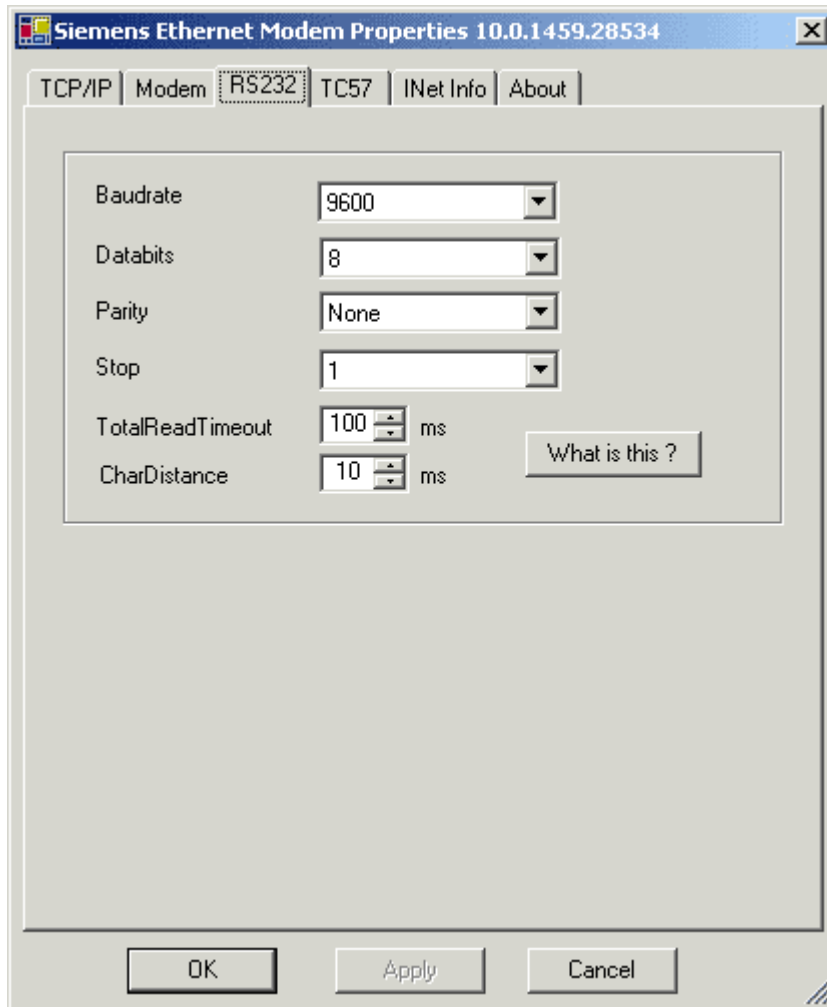 Siemens Ethernet Modem Properties 10.0.1459.28534
TCP/IP Modem RS232 TC57 INet Info About
Baudrate 9600
Databits 8
Parity None
Stop 1
TotalReadTimeout 100 ms
What is this ?
CharDistance 10 ms
OK Apply Cancel